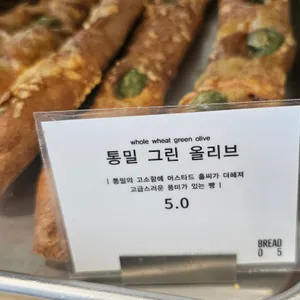 whole wheat green olive
통밀 그린 올리브
| 통밀의 고소함에 머스타드 홀씨가 더해져
고급스러운 풍미가 있는 빵 |
5.0
BREAD
05